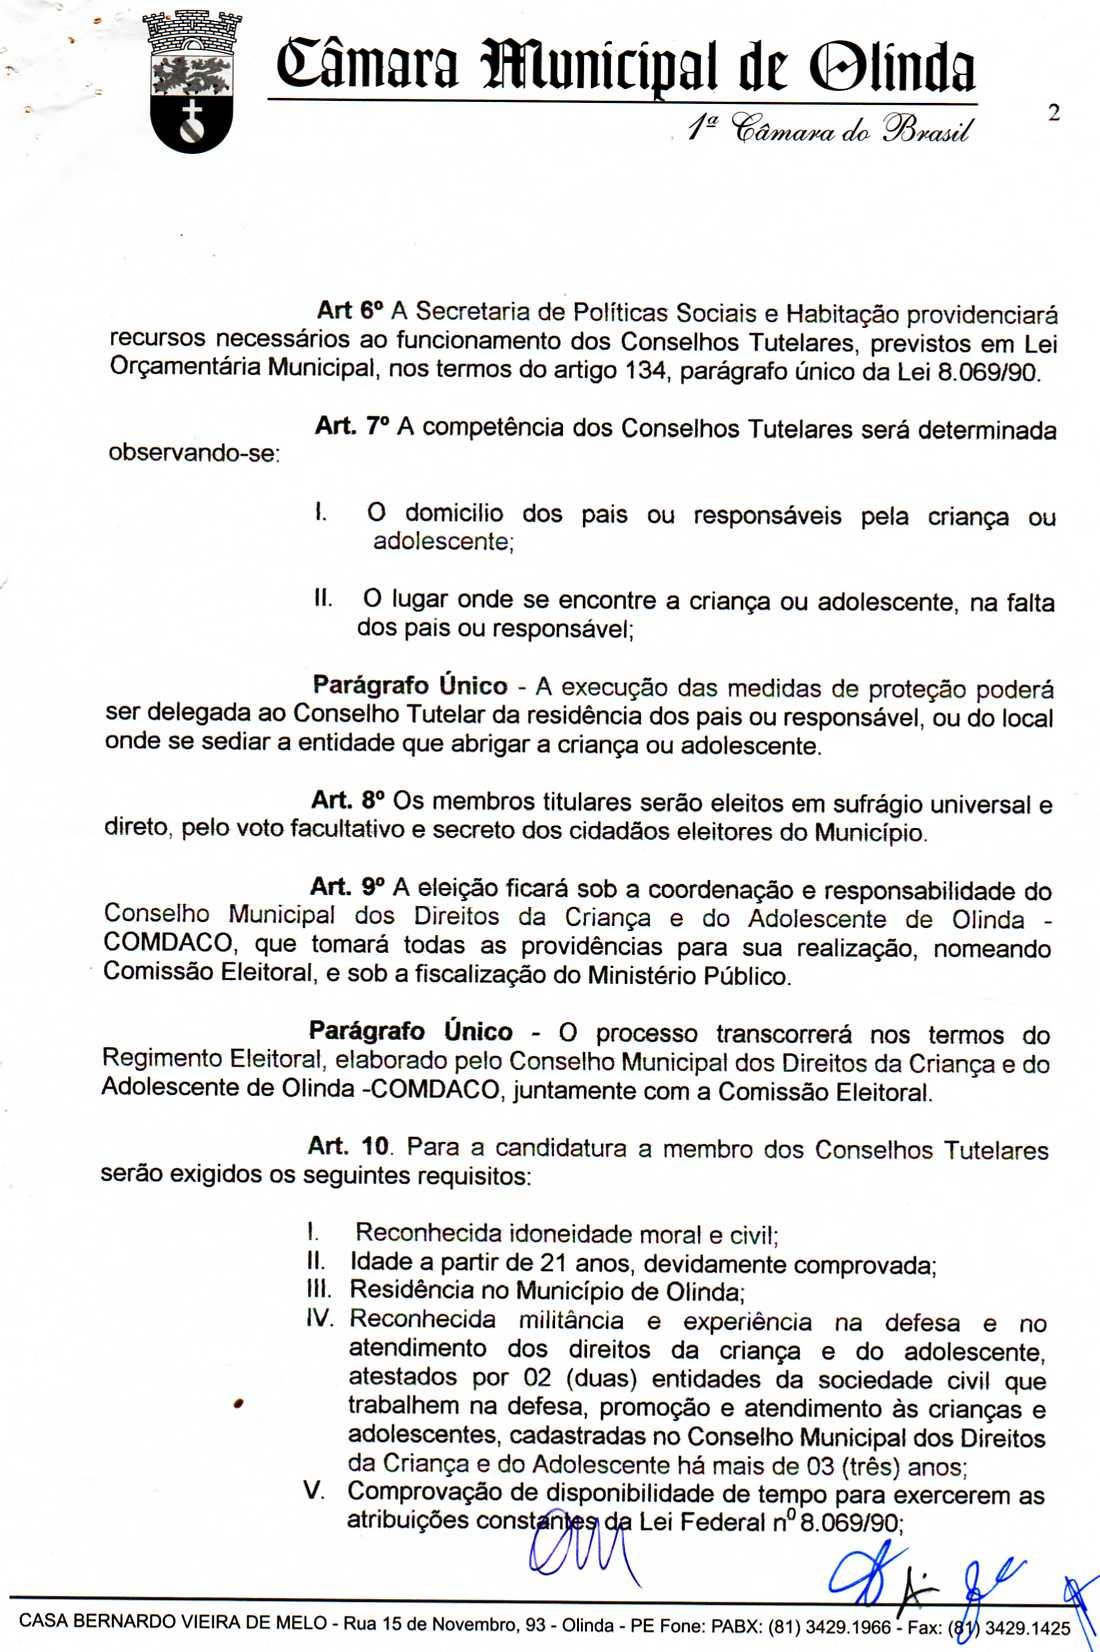 Câmara Municipal de Olinda
1ª Câmara do Brasil
2
Art 6º A Secretaria de Políticas Sociais e Habitação providenciará
recursos necessários ao funcionamento dos Conselhos Tutelares, previstos em Lei
Orçamentária Municipal, nos termos do artigo 134, parágrafo único da Lei 8.069/90.
Art. 7º A competência dos Conselhos Tutelares será determinada
observando-se:
I. O domicilio dos pais ou responsáveis pela criança ou
adolescente;
II. O lugar onde se encontre a criança ou adolescente, na falta
dos pais ou responsável;
Parágrafo Único - A execução das medidas de proteção poderá
ser delegada ao Conselho Tutelar da residência dos pais ou responsável, ou do local
onde se sediar a entidade que abrigar a criança ou adolescente.
Art. 8º Os membros titulares serão eleitos em sufrágio universal e
direto, pelo voto facultativo e secreto dos cidadãos eleitores do Município.
Art. 9º A eleição ficará sob a coordenação e responsabilidade do
Conselho Municipal dos Direitos da Criança e do Adolescente de Olinda -
COMDACO, que tomará todas as providências para sua realização, nomeando
Comissão Eleitoral, e sob a fiscalização do Ministério Público.
Parágrafo Único - O processo transcorrerá nos termos do
Regimento Eleitoral, elaborado pelo Conselho Municipal dos Direitos da Criança e do
Adolescente de Olinda -COMDACO, juntamente com a Comissão Eleitoral.
Art. 10. Para a candidatura a membro dos Conselhos Tutelares
serão exigidos os seguintes requisitos:
I. Reconhecida idoneidade moral e civil;
II. Idade a partir de 21 anos, devidamente comprovada;
III. Residência no Município de Olinda;
IV. Reconhecida militância e experiência na defesa e no
atendimento dos direitos da criança e do adolescente,
atestados por 02 (duas) entidades da sociedade civil que
trabalhem na defesa, promoção e atendimento às crianças e
adolescentes, cadastradas no Conselho Municipal dos Direitos
da Criança e do Adolescente há mais de 03 (três) anos;
V. Comprovação de disponibilidade de tempo para exercerem as
atribuições constantes da Lei Federal nº 8.069/90;
CASA BERNARDO VIEIRA DE MELO - Rua 15 de Novembro, 93 - Olinda - PE Fone: PABX: (81) 3429.1966 - Fax: (81) 3429.1425